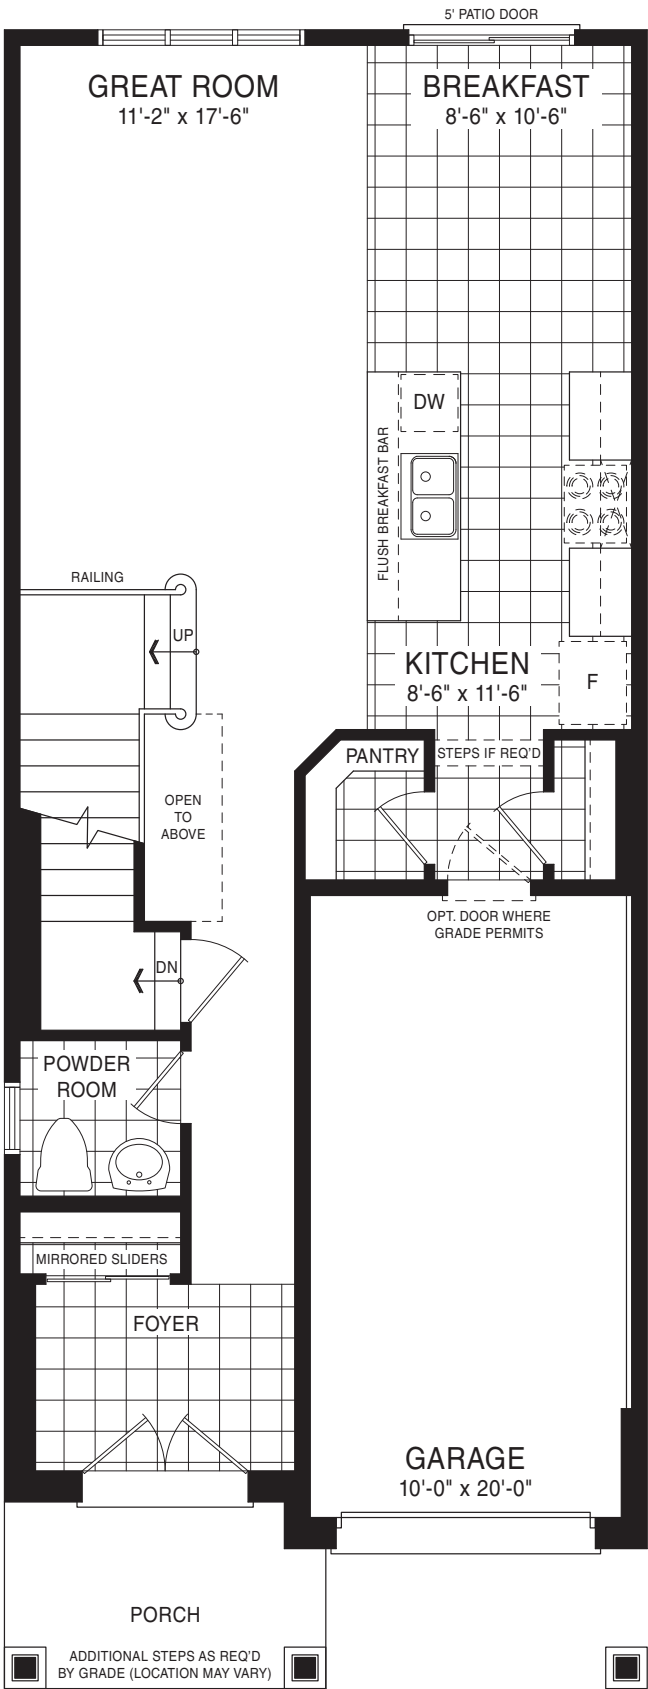 5' PATIO DOOR
GREAT ROOM
11'-2" x 17'-6"
BREAKFAST
8'-6" x 10'-6"
DW
FLUSH BREAKFAST BAR
RAILING
UP
KITCHEN
8'-6" x 11'-6"
F
PANTRY
STEPS IF REQ'D
OPEN
TO
ABOVE
OPT. DOOR WHERE
GRADE PERMITS
DN
POWDER
ROOM
MIRRORED SLIDERS
FOYER
GARAGE
10'-0" x 20'-0"
PORCH
ADDITIONAL STEPS AS REQ'D
BY GRADE (LOCATION MAY VARY)